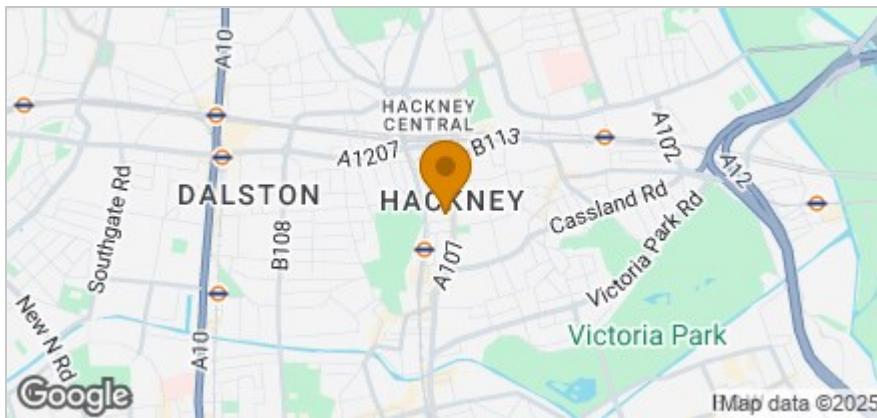 A10
HACKNEY
CENTRAL
B113
A102
A1207
A12
DALSTON
HACKNEY
Cassland Rd
Southgate Rd
B108
A107
Victoria Park Rd
New N Rd
A10
Victoria Park
Google
Map data ©2025